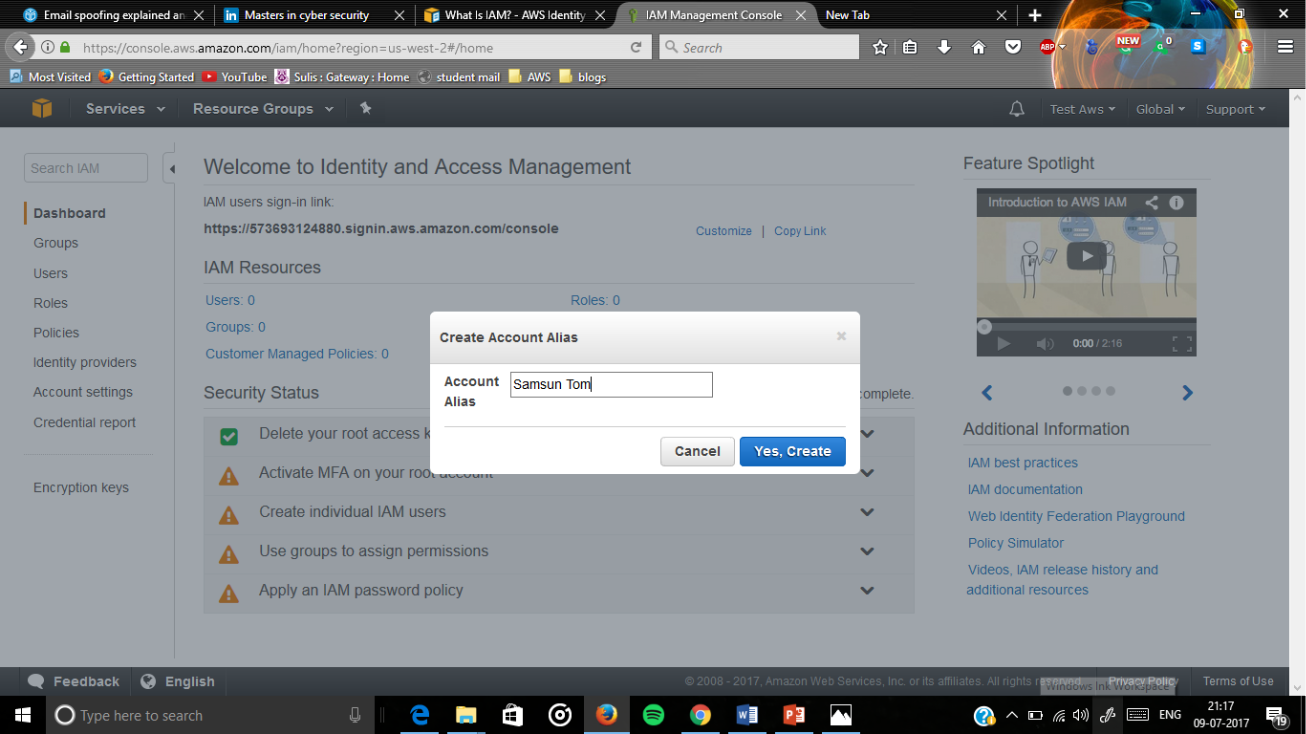 Email spoofing explained an
Masters in cyber security
What Is IAM? - AWS Identity
IAM Management Console
New Tab
https://console.aws.amazon.com/iam/home?region=us-west-2#/home
Search
ABP
NEW
0
Most Visited
Getting Started
YouTube
Sulis : Gateway : Home
student mail
AWS
blogs
Services
Resource Groups
Test Aws
Global
Support
Search IAM
Dashboard
Groups
Users
Roles
Policies
Identity providers
Account settings
Credential report
Encryption keys
Welcome to Identity and Access Management
IAM users sign-in link:
https://573693124880.signin.aws.amazon.com/console
Customize | Copy Link
IAM Resources
Users: 0
Roles: 0
Groups: 0
Customer Managed Policies: 0
Security Status
complete.
Delete your root access k
Activate MFA on your root account
Create individual IAM users
Use groups to assign permissions
Apply an IAM password policy
Create Account Alias
Account
Alias
Samsun Tom
Cancel
Yes, Create
Feature Spotlight
Introduction to AWS IAM
0:00 / 2:16
Additional Information
IAM best practices
IAM documentation
Web Identity Federation Playground
Policy Simulator
Videos, IAM release history and
additional resources
Feedback
English
© 2008 - 2017, Amazon Web Services, Inc. or its affiliates. All rights reserved.
Privacy Policy
Terms of Use
Windows Ink Workspace
Type here to search
ENG
21:17
09-07-2017
19